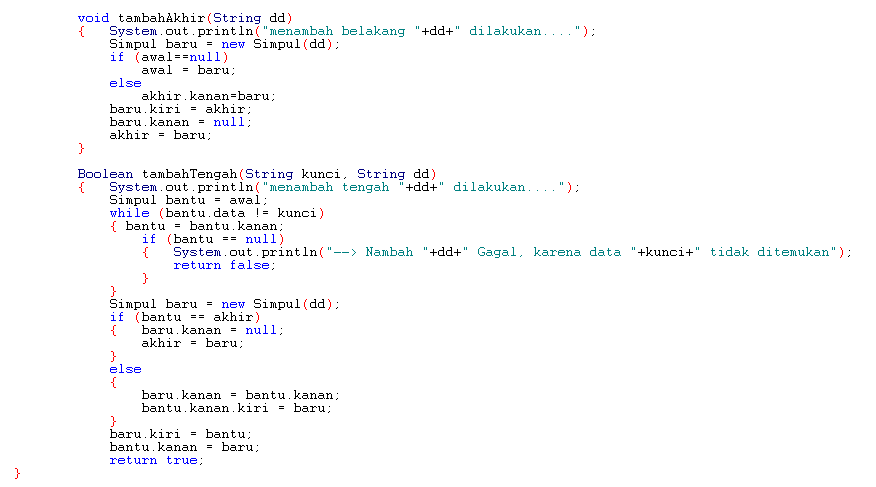 void tambahAkhir(String dd)
{   System.out.println("menambah belakang "+dd+" dilakukan....");
    Simpul baru = new Simpul(dd);
    if (awal==null)
        awal = baru;
    else
        akhir.kanan=baru;
    baru.kiri = akhir;
    baru.kanan = null;
    akhir = baru;
}
Boolean tambahTengah(String kunci, String dd)
{   System.out.println("menambah tengah "+dd+" dilakukan....");
    Simpul bantu = awal;
    while (bantu.data != kunci)
    { bantu = bantu.kanan;
        if (bantu == null)
        {   System.out.println("--> Nambah "+dd+" Gagal, karena data "+kunci+" tidak ditemukan");
            return false;
        }
    }
    Simpul baru = new Simpul(dd);
    if (bantu == akhir)
    {   baru.kanan = null;
        akhir = baru;
    }
    else
    {
        baru.kanan = bantu.kanan;
        bantu.kanan.kiri = baru;
    }
    baru.kiri = bantu;
    bantu.kanan = baru;
    return true;
}